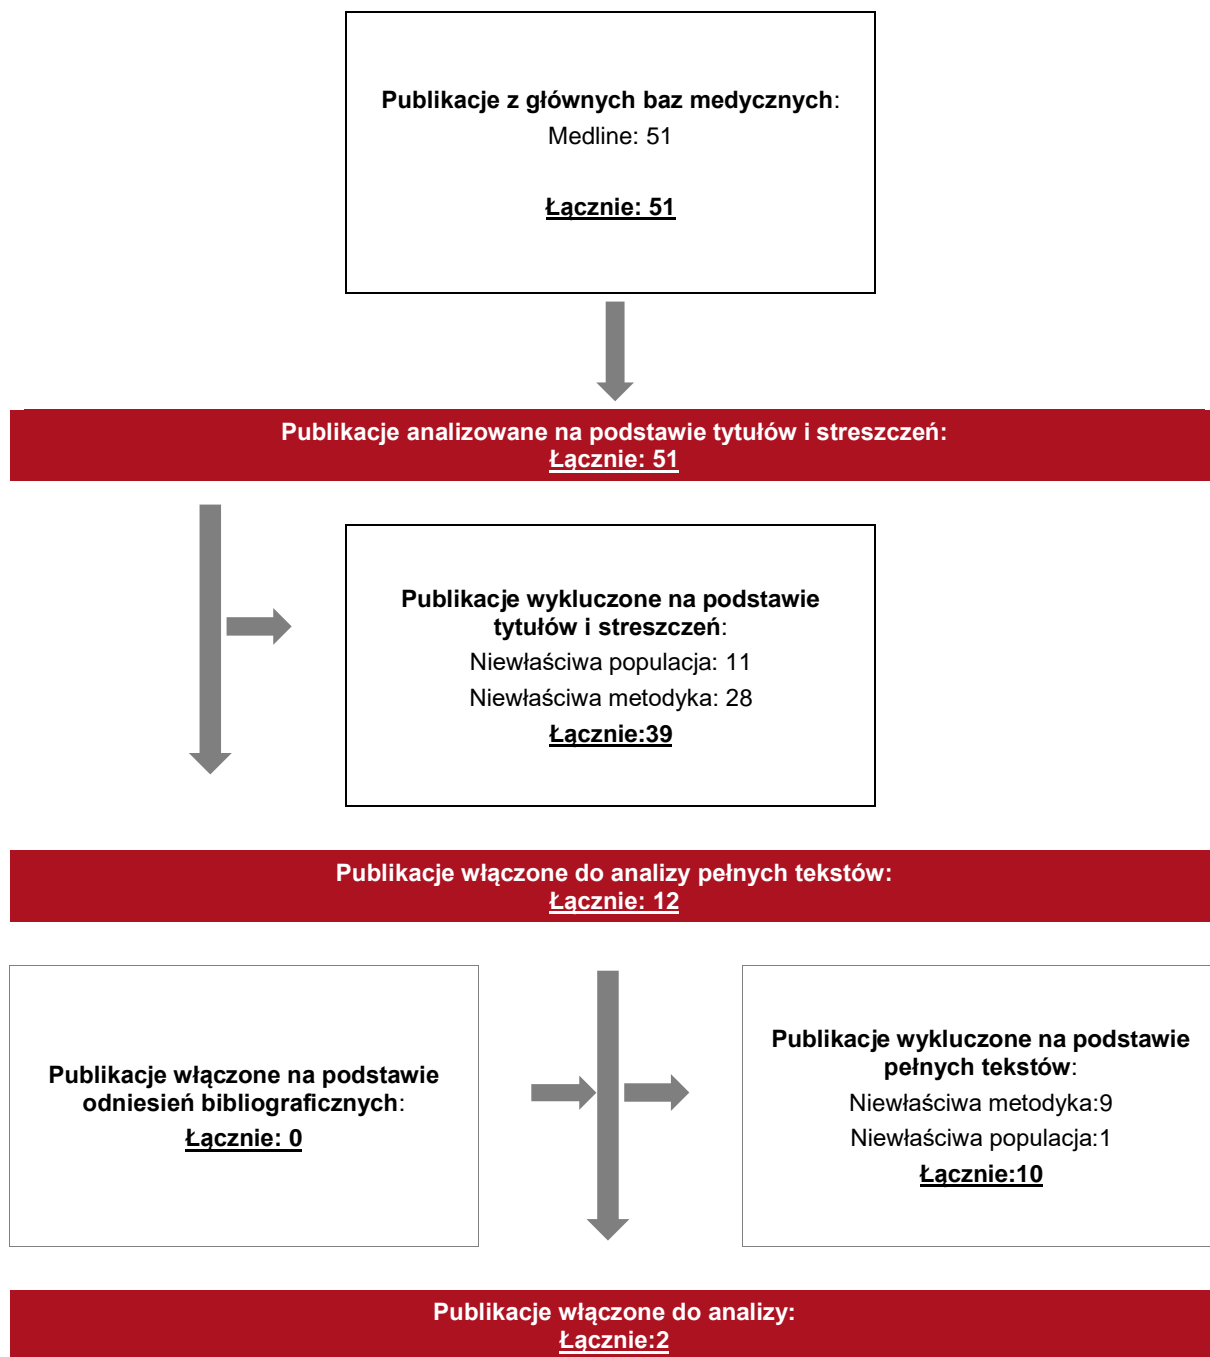 Publikacje z głównych baz medycznych:
Medline: 51
Łącznie: 51
Publikacje analizowane na podstawie tytułów i streszczeń:
Łącznie: 51
Publikacje wykluczone na podstawie
tytułów i streszczeń:
Niewłaściwa populacja: 11
Niewłaściwa metodyka: 28
Łącznie:39
Publikacje włączone do analizy pełnych tekstów:
Łącznie: 12
Publikacje włączone na podstawie
odniesień bibliograficznych:
Łącznie: 0
Publikacje wykluczone na podstawie
pełnych tekstów:
Niewłaściwa metodyka:9
Niewłaściwa populacja:1
Łącznie:10
Publikacje włączone do analizy:
Łącznie:2